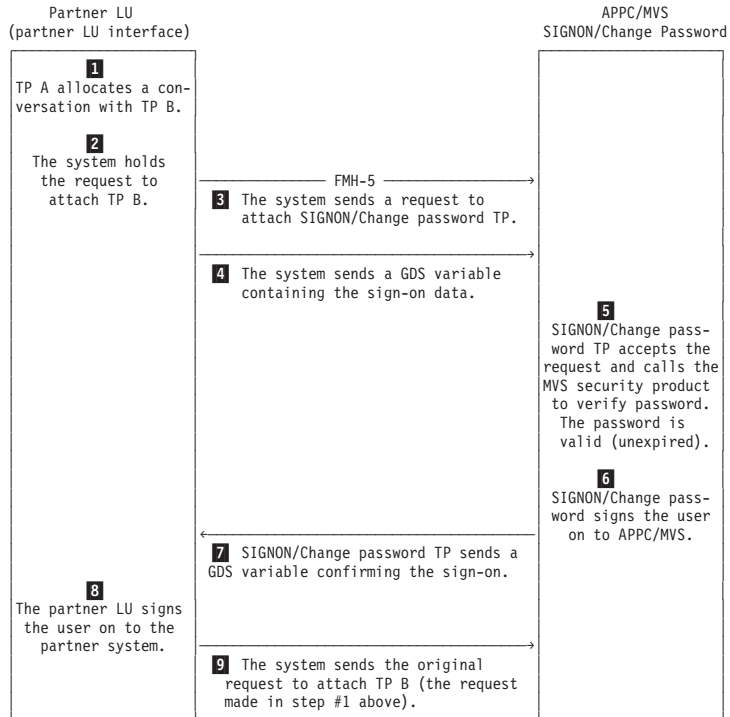 Partner LU
(partner LU interface)
APPC/MVS
SIGNON/Change Password
1
TP A allocates a con-
versation with TP B.
2
The system holds
the request to
attach TP B.
FMH-5
3 The system sends a request to
attach SIGNON/Change password TP.
4 The system sends a GDS variable
containing the sign-on data.
5
SIGNON/Change pass-
word TP accepts the
request and calls the
MVS security product
to verify password.
The password is
valid (unexpired).
6
SIGNON/Change pass-
word signs the user
on to APPC/MVS.
7 SIGNON/Change password TP sends a
GDS variable confirming the sign-on.
8
The partner LU signs
the user on to the
partner system.
9 The system sends the original
request to attach TP B (the request
made in step #1 above).